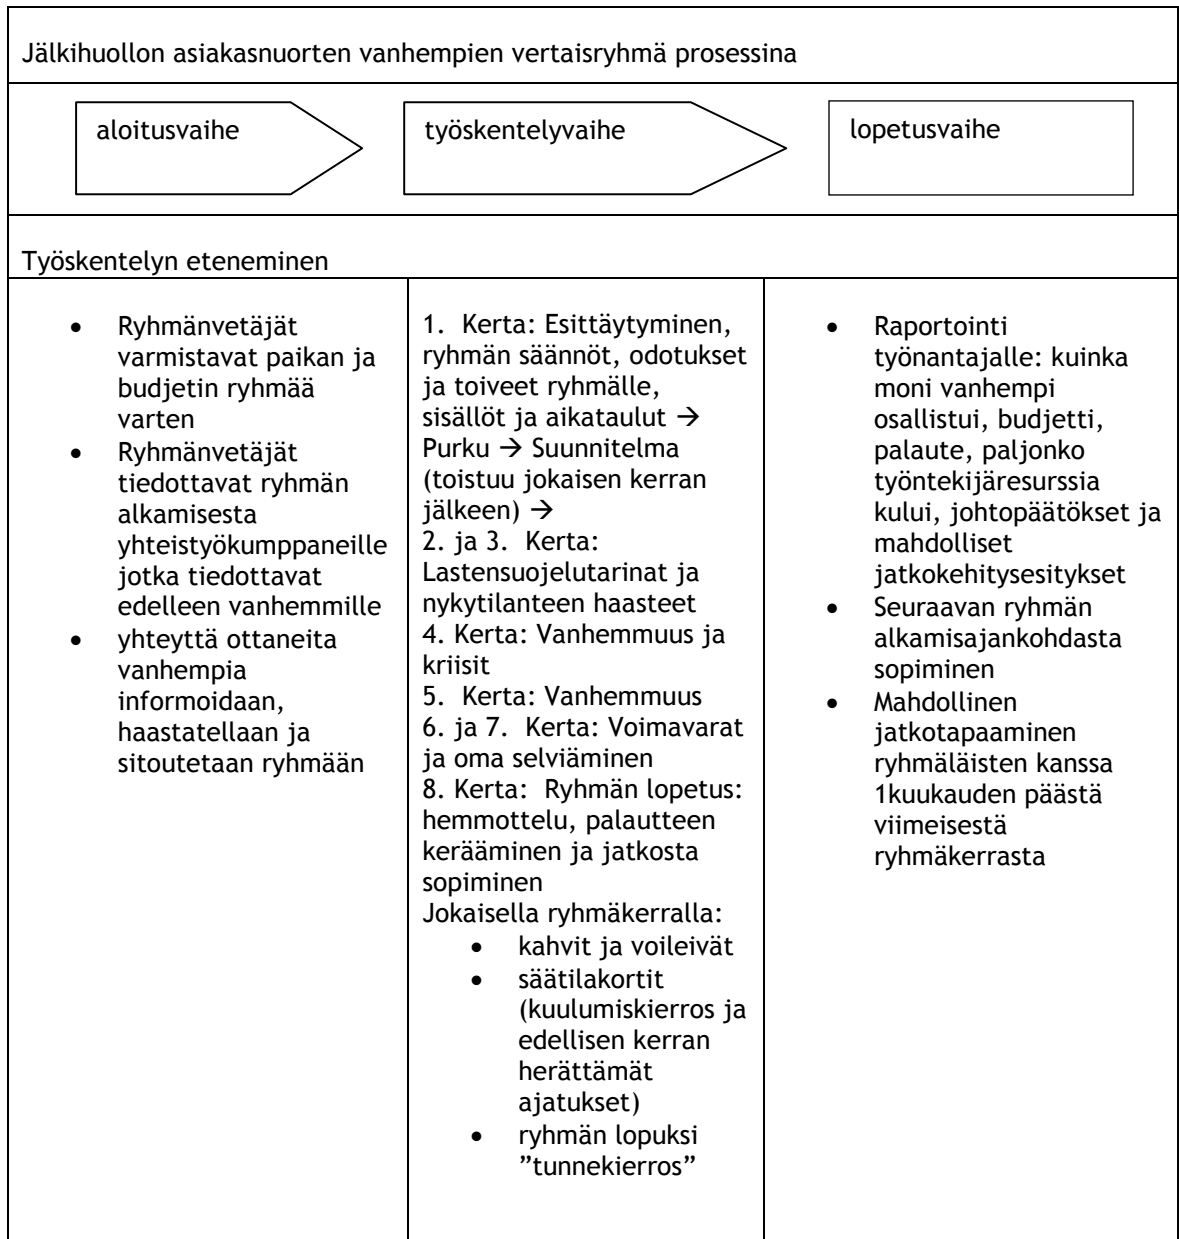 Jälkihuollon asiakasnuorten vanhempien vertaisryhmä prosessina
aloitusvaihe
työskentelyvaihe
lopetusvaihe
Työskentelyn eteneminen
• Ryhmänvetäjät
varmistavat paikan ja
budjetin ryhmää
varten
• Ryhmänvetäjät
tiedottavat ryhmän
alkamisesta
yhteistyökumppaneille
jotka tiedottavat
edelleen vanhemmille
• yhteyttä ottaneita
vanhempia
informoidaan,
haastatellaan ja
sitoutetaan ryhmään
1. Kerta: Esittäytyminen,
ryhmän säännöt, odotukset
ja toiveet ryhmälle,
sisällöt ja aikataulut →
Purku → Suunnitelma
(toistuu jokaisen kerran
jälkeen) →
2. ja 3. Kerta:
Lastensuojelutarinat ja
nykytilanteen haasteet
4. Kerta: Vanhemmuus ja
kriisit
5. Kerta: Vanhemmuus
6. ja 7. Kerta: Voimavarat
ja oma selviäminen
8. Kerta: Ryhmän lopetus:
hemmottelu, palautteen
kerääminen ja jatkosta
sopiminen
Jokaisella ryhmäkerralla:
• kahvit ja voileivät
• säätilakortit
(kuulumiskierros ja
edellisen kerran
herättämät
ajatukset)
• ryhmän lopuksi
”tunnekierros”
• Raportointi
työnantajalle: kuinka
moni vanhempi
osallistui, budjetti,
palaute, paljonko
työntekijäresurssia
kului, johtopäätökset ja
mahdolliset
jatkokehitysesitykset
• Seuraavan ryhmän
alkamisajankohdasta
sopiminen
• Mahdollinen
jatkotapaaminen
ryhmäläisten kanssa
1kuukauden päästä
viimeisestä
ryhmäkerrasta